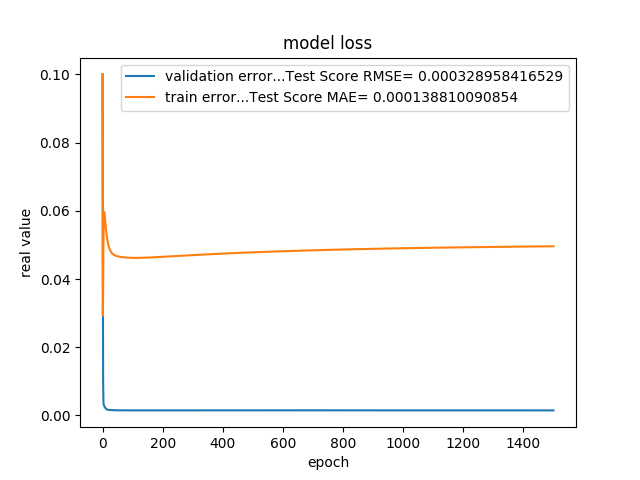 model loss
validation error...Test Score RMSE= 0.000328958416529
train error...Test Score MAE= 0.000138810090854
0.10
0.08
0.06
0.04
0.02
0.00
real value
0 200 400 600 800 1000 1200 1400
epoch